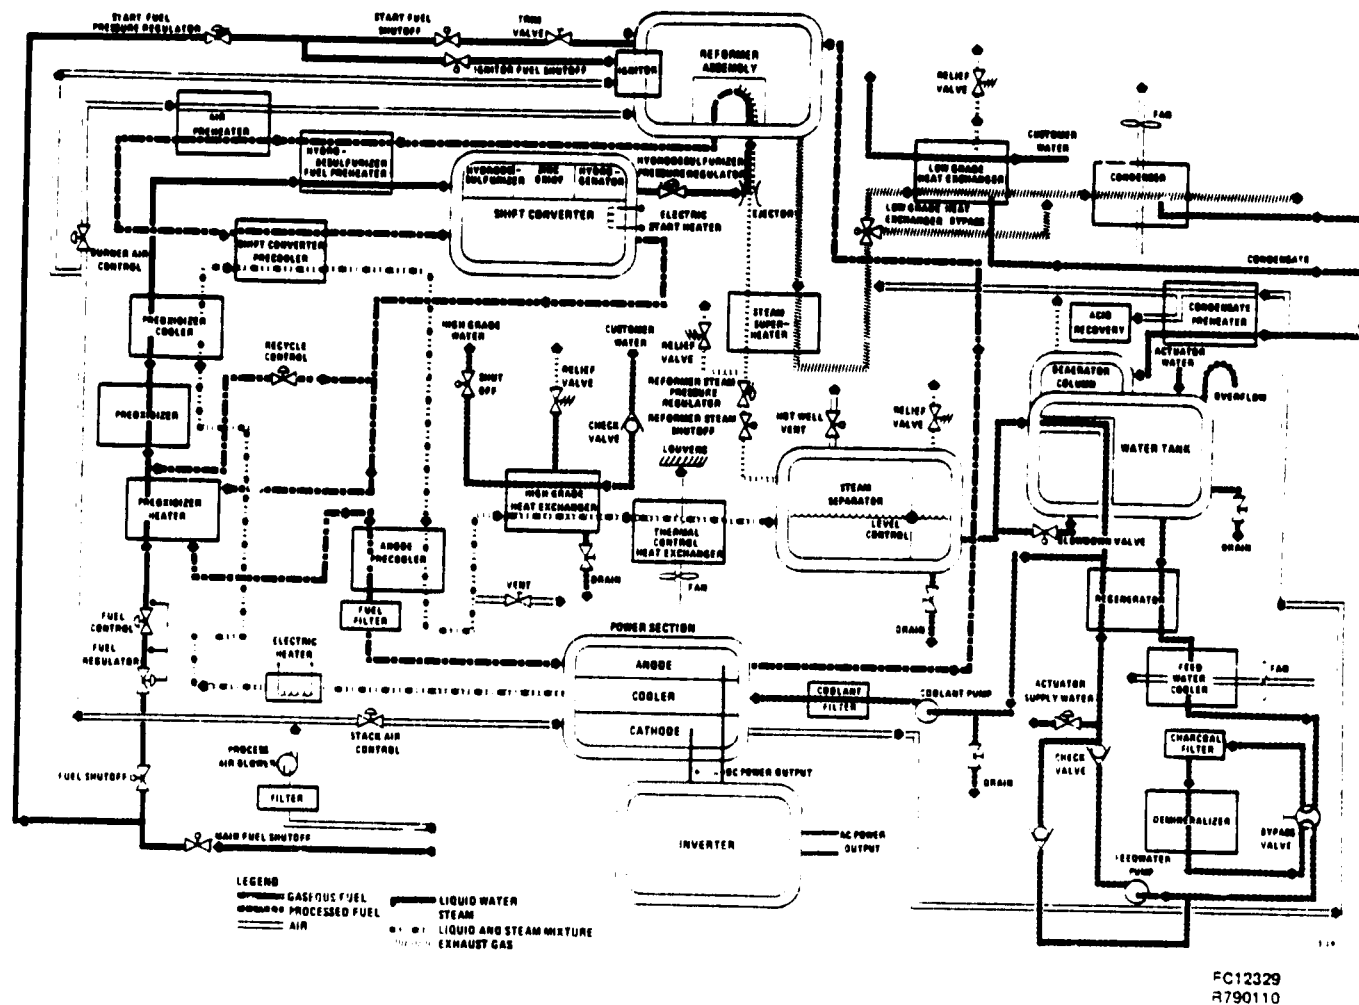 START FUEL
PRESSURE REGULATOR
START FUEL
SHUTOFF
TRIM
VALVE
IGNITOR FUEL SHUTOFF
IGNITOR
REFORMER
ASSEMBLY
RELIEF
VALVE
FAN
CUSTOMER
WATER
AIR
PREHEATER
HYDRO-
DESULFURIZER
FUEL PREHEATER
SHIFT CONVERTER
HYDRODESULFURIZER
PRESSURE REGULATOR
EJECTOR
ELECTRIC
START HEATER
LOW GRADE
HEAT EXCHANGER
LOW GRADE HEAT
EXCHANGER BYPASS
CONDENSER
CONDENSATE
BURNER AIR
CONTROL
SHIFT CONVERTER
PRECOOLER
PREOXIDIZER
COOLER
RECYCLE
CONTROL
HIGH GRADE
WATER
SHUT
OFF
RELIEF
VALVE
CUSTOMER
WATER
CHECK
VALVE
RELIEF
VALVE
STEAM
SUPER-
HEATER
REFORMER STEAM
PRESSURE
REGULATOR
REFORMER STEAM
SHUTOFF
HOT WELL
VENT
RELIEF
VALVE
ACID
RECOVERY
CONDENSATE
PREHEATER
ACTUATOR
WATER
DEAERATOR
COLUMN
OVERFLOW
WATER TANK
PREOXIDIZER
PREOXIDIZER
HEATER
LOUVERS
HIGH GRADE
HEAT EXCHANGER
THERMAL
CONTROL
HEAT EXCHANGER
FAN
STEAM
SEPARATOR
LEVEL
CONTROL
BLOWDOWN VALVE
DRAIN
ANODE
PRECOOLER
DRAIN
VENT
FUEL
FILTER
DRAIN
REGENERATOR
FUEL
CONTROL
FUEL
REGULATOR
ELECTRIC
HEATER
POWER SECTION
ANODE
COOLER
CATHODE
COOLANT
FILTER
COOLANT PUMP
ACTUATOR
SUPPLY WATER
FEED
WATER
COOLER
FAN
STACK AIR
CONTROL
PROCESS
AIR BLOWER
FILTER
FUEL SHUTOFF
DC POWER OUTPUT
DRAIN
CHECK
VALVE
CHARCOAL
FILTER
DEMINERALIZER
BYPASS
VALVE
MAIN FUEL SHUTOFF
INVERTER
AC POWER
OUTPUT
FEEDWATER
PUMP
LEGEND
GASEOUS FUEL
PROCESSED FUEL
AIR
LIQUID WATER
STEAM
LIQUID AND STEAM MIXTURE
EXHAUST GAS
FC12329
R790110